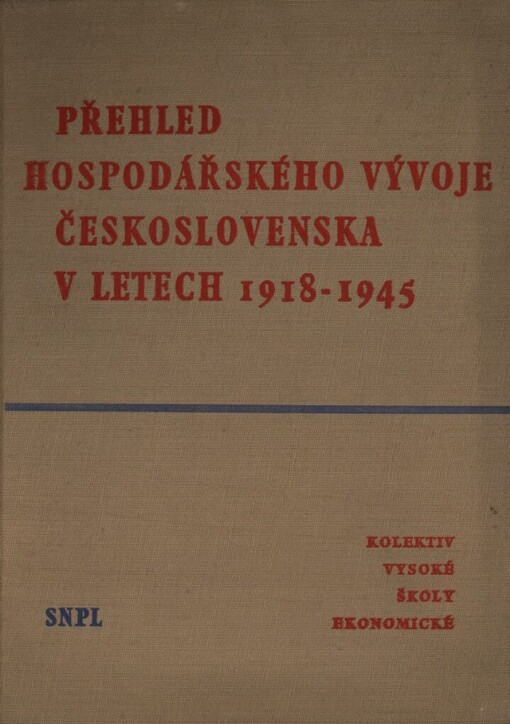 PŘEHLED
HOSPODÁŘSKÉHO VÝVOJE
ČESKOSLOVENSKA
V LETECH 1918-1945
KOLEKTIV
VYSOKÉ
ŠKOLY
EKONOMICKÉ
SNPL